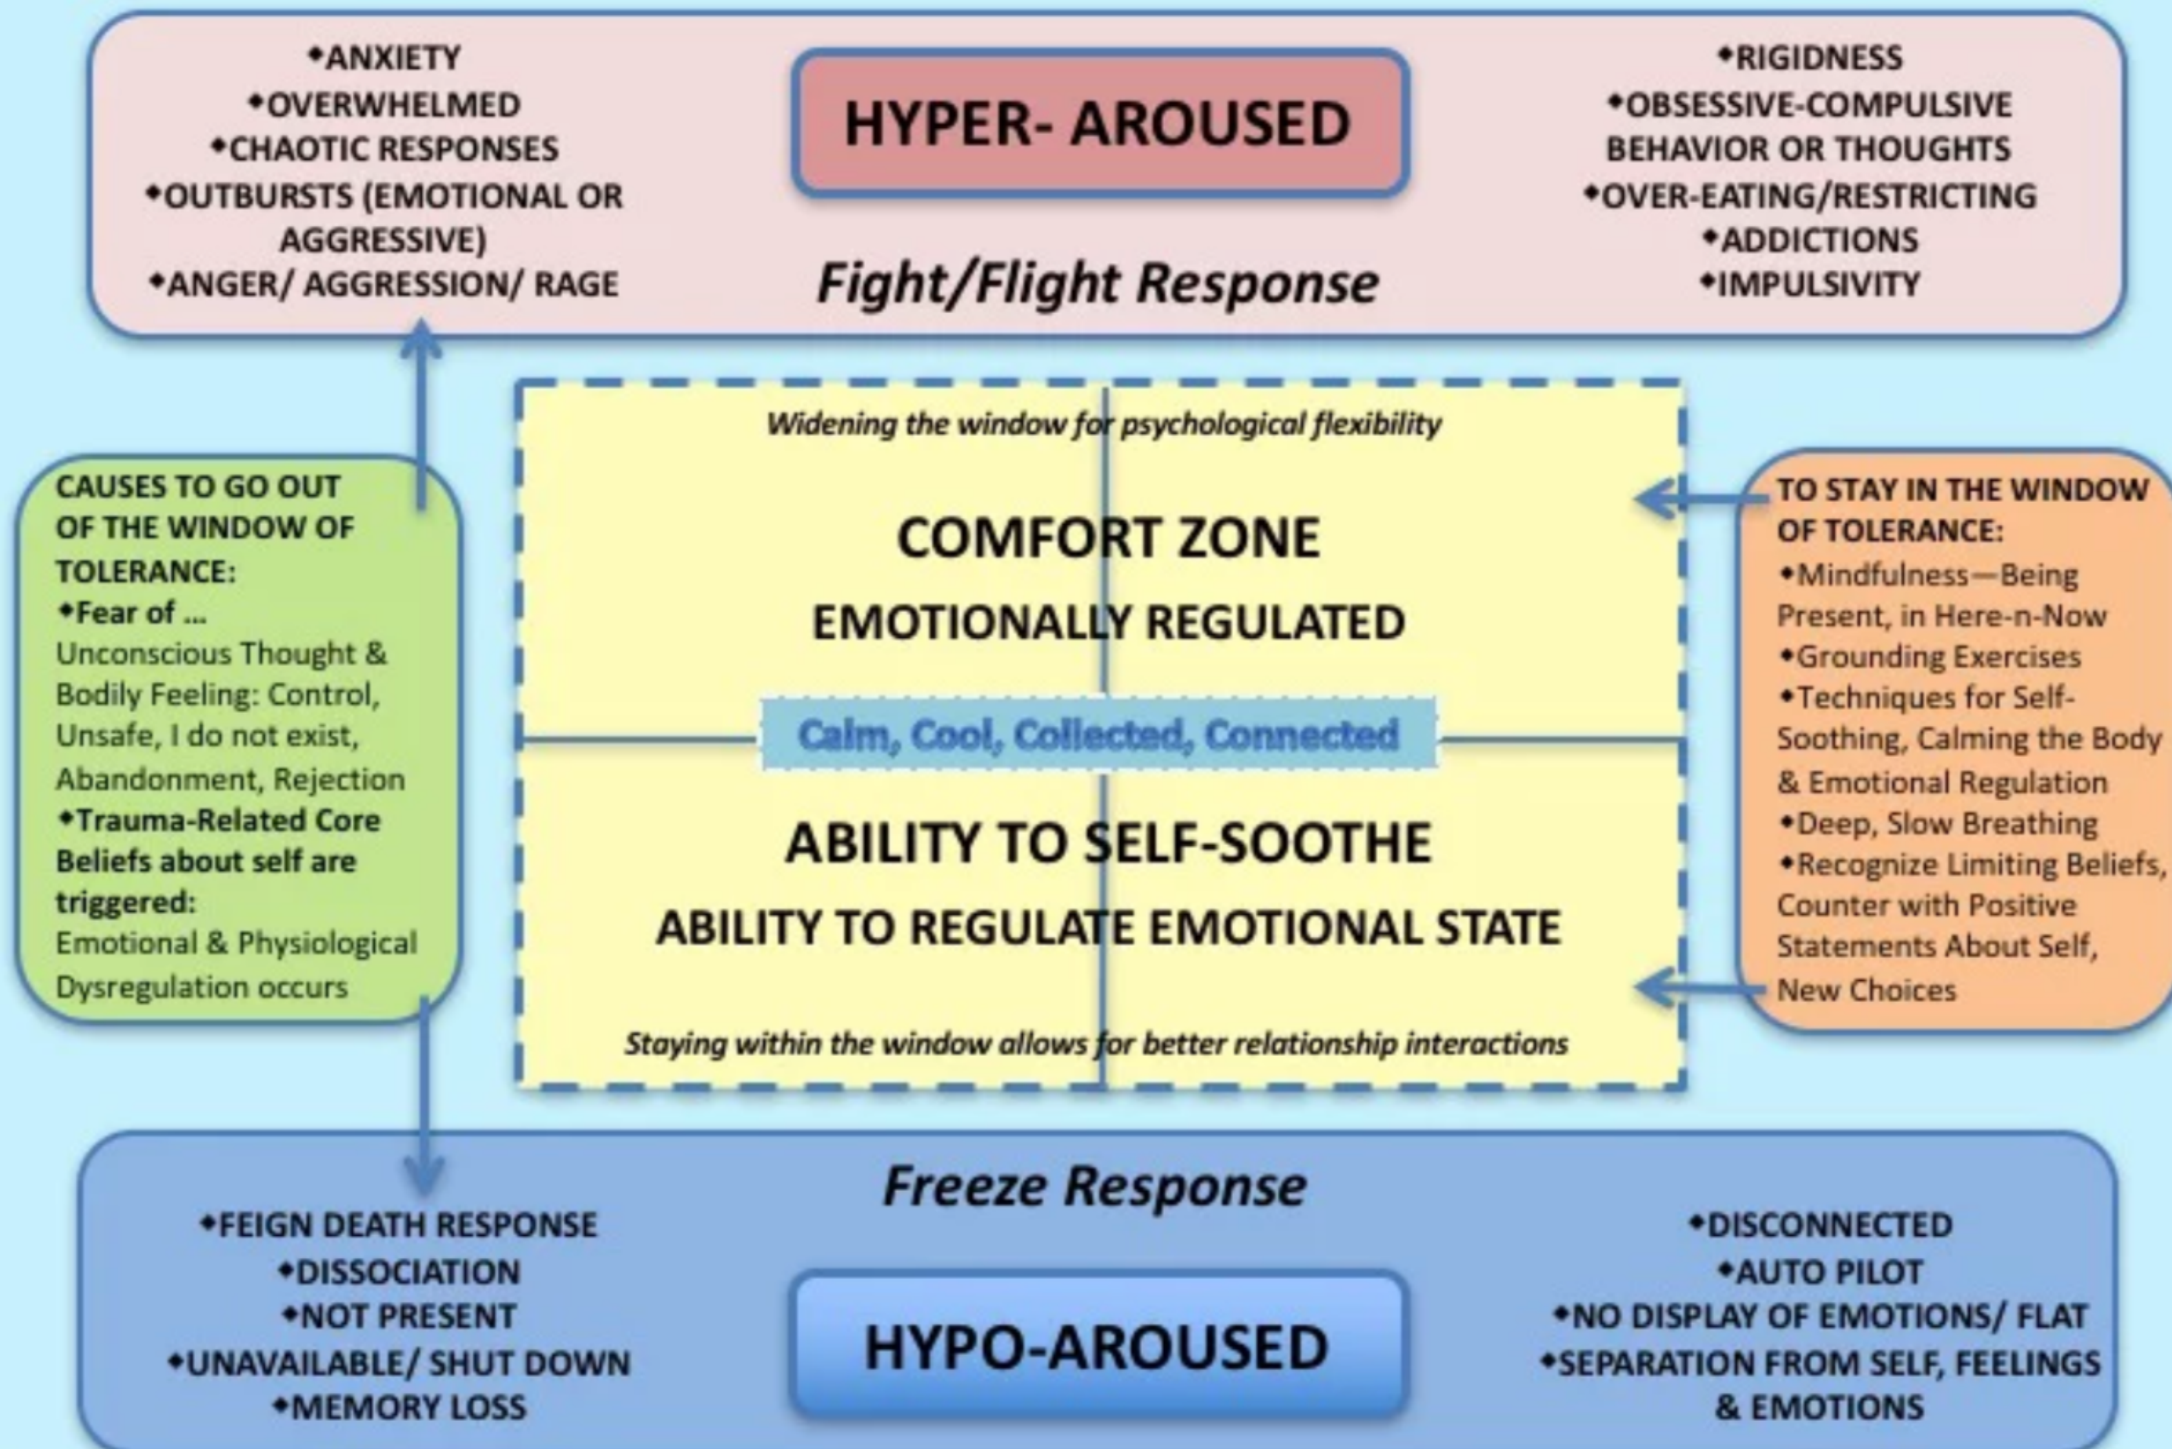 ◆ANXIETY
◆OVERWHELMED
◆CHAOTIC RESPONSES
◆OUTBURSTS (EMOTIONAL OR
AGGRESSIVE)
◆ANGER/ AGGRESSION/ RAGE
HYPER- AROUSED
Fight/Flight Response
◆RIGIDNESS
◆OBSESSIVE-COMPULSIVE
BEHAVIOR OR THOUGHTS
◆OVER-EATING/RESTRICTING
◆ADDICTIONS
◆IMPULSIVITY
CAUSES TO GO OUT
OF THE WINDOW OF
TOLERANCE:
◆Fear of ...
Unconscious Thought &
Bodily Feeling: Control,
Unsafe, I do not exist,
Abandonment, Rejection
◆Trauma-Related Core
Beliefs about self are
triggered:
Emotional & Physiological
Dysregulation occurs
Widening the window for psychological flexibility
COMFORT ZONE
EMOTIONALLY REGULATED
Calm, Cool, Collected, Connected
ABILITY TO SELF-SOOTHE
ABILITY TO REGULATE EMOTIONAL STATE
Staying within the window allows for better relationship interactions
TO STAY IN THE WINDOW
OF TOLERANCE:
◆Mindfulness—Being
Present, in Here-n-Now
◆Grounding Exercises
◆Techniques for Self-
Soothing, Calming the Body
& Emotional Regulation
◆Deep, Slow Breathing
◆Recognize Limiting Beliefs,
Counter with Positive
Statements About Self,
New Choices
◆FEIGN DEATH RESPONSE
◆DISSOCIATION
◆NOT PRESENT
◆UNAVAILABLE/ SHUT DOWN
◆MEMORY LOSS
Freeze Response
HYPO-AROUSED
◆DISCONNECTED
◆AUTO PILOT
◆NO DISPLAY OF EMOTIONS/ FLAT
◆SEPARATION FROM SELF, FEELINGS
& EMOTIONS